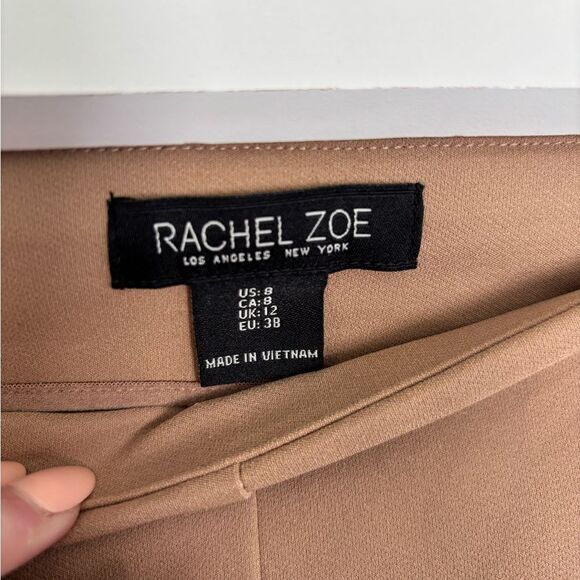 RACHEL ZOE
LOS ANGELES NEW YORK
US: 8
CA: 8
UK: 12
EU: 38
MADE IN VIETNAM